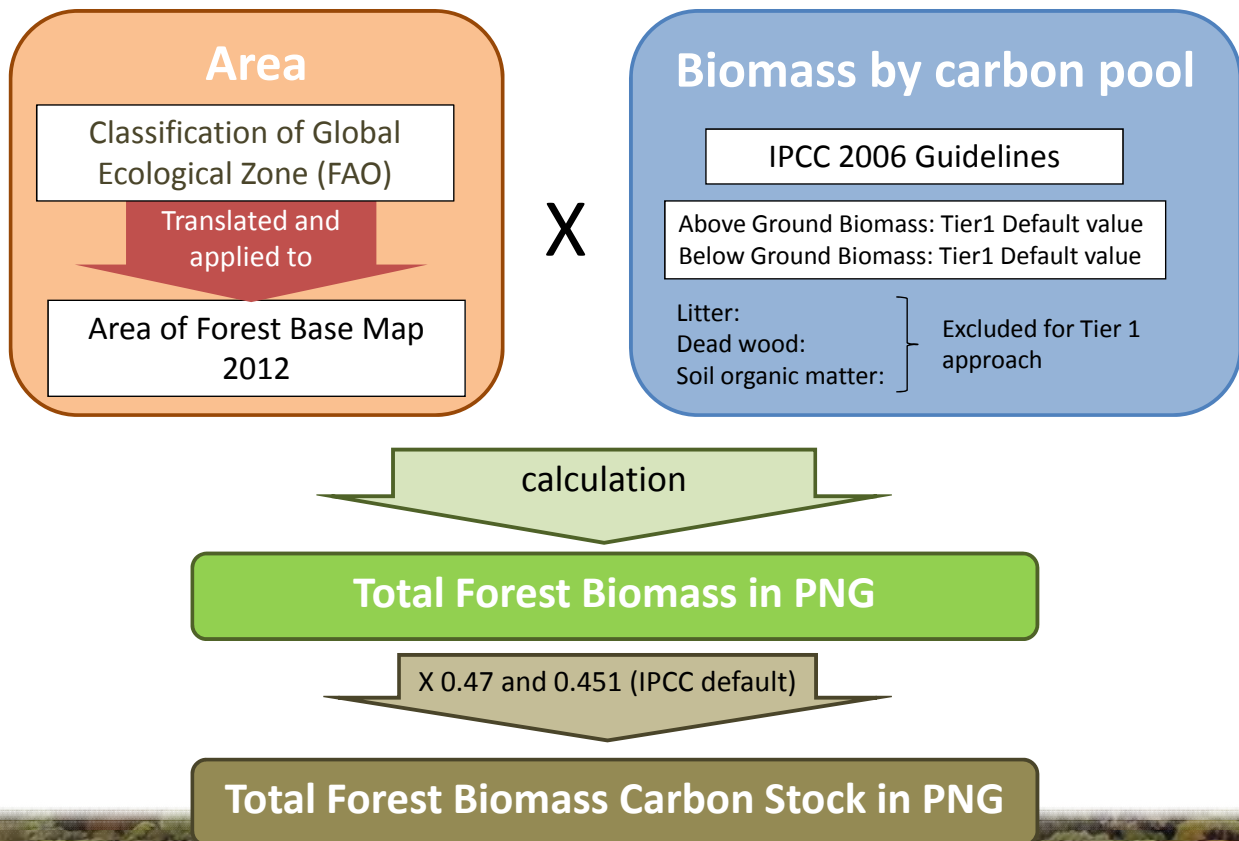 Area
Classification of Global
Ecological Zone (FAO)
Translated and
applied to
Area of Forest Base Map
2012
X
Biomass by carbon pool
IPCC 2006 Guidelines
Above Ground Biomass: Tier1 Default value
Below Ground Biomass: Tier1 Default value
Litter:
Dead wood:
Soil organic matter:
Excluded for Tier 1
approach
calculation
Total Forest Biomass in PNG
X 0.47 and 0.451 (IPCC default)
Total Forest Biomass Carbon Stock in PNG